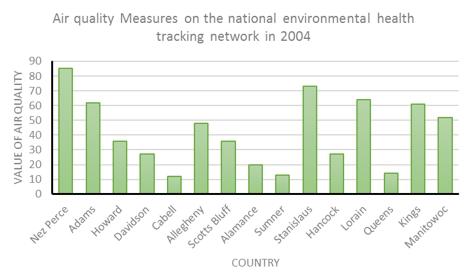 Air quality Measures on the national environmental health
tracking network in 2004
VALUE OF AIR QUALITY
90
80
70
60
50
40
30
20
10
0
Nez Perce
Adams
Howard
Davidson
Cabell
Allegheny
Scotts Bluff
Alamance
Sumner
Stanislaus
Hancock
Lorain
Queens
Kings
Manitowoc
COUNTRY